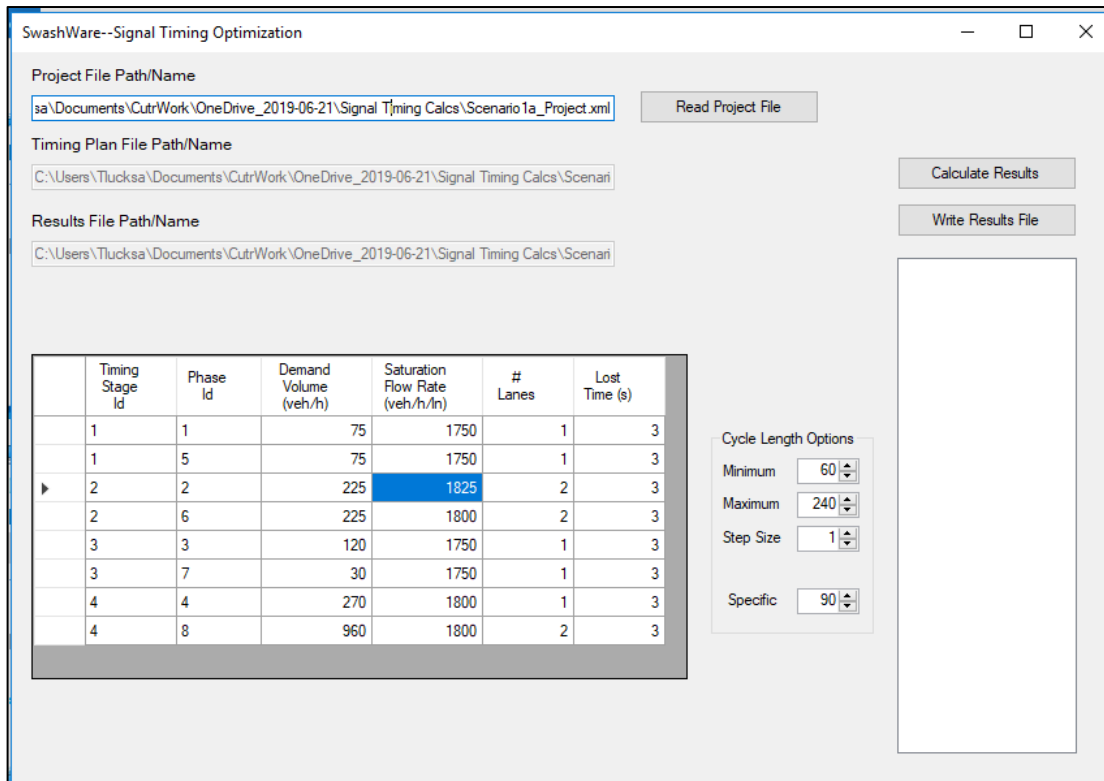 SwashWare--Signal Timing Optimization
Project File Path/Name
sa\Documents\CutrWork\OneDrive_2019-06-21\Signal Timing Calcs\Scenario1a_Project.xml
Read Project File
Timing Plan File Path/Name
C:\Users\Tlucksa\Documents\CutrWork\OneDrive_2019-06-21\Signal Timing Calcs\Scenari
Calculate Results
Results File Path/Name
Write Results File
C:\Users\Tlucksa\Documents\CutrWork\OneDrive_2019-06-21\Signal Timing Calcs\Scenari
Timing Stage Id Phase Id Demand Volume (veh/h) Saturation Flow Rate (veh/h/ln) # Lanes Lost Time (s)
1 1 75 1750 1 3
1 5 75 1750 1 3
2 2 225 1825 2 3
2 6 225 1800 2 3
3 3 120 1750 1 3
3 7 30 1750 1 3
4 4 270 1800 1 3
4 8 960 1800 2 3
Cycle Length Options
Minimum 60
Maximum 240
Step Size 1
Specific 90